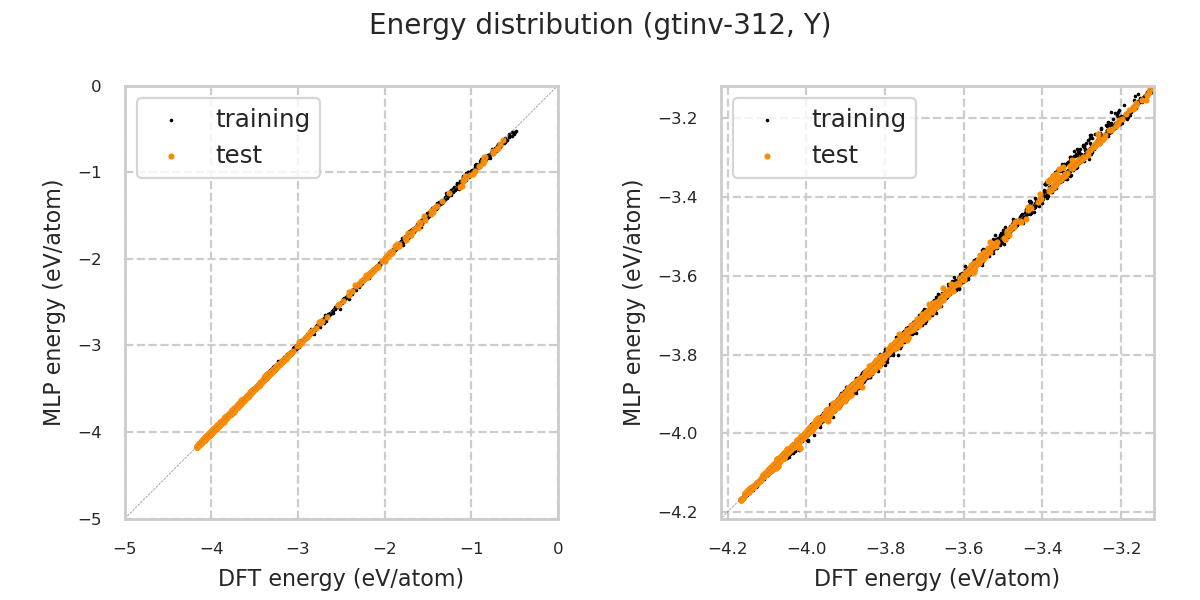 Energy distribution (gtinv-312, Y)
training
test
0
−1
−2
−3
−4
−5
−5
−4
−3
−2
−1
0
MLP energy (eV/atom)
DFT energy (eV/atom)
training
test
−3.2
−3.4
−3.6
−3.8
−4.0
−4.2
−4.2
−4.0
−3.8
−3.6
−3.4
−3.2
MLP energy (eV/atom)
DFT energy (eV/atom)